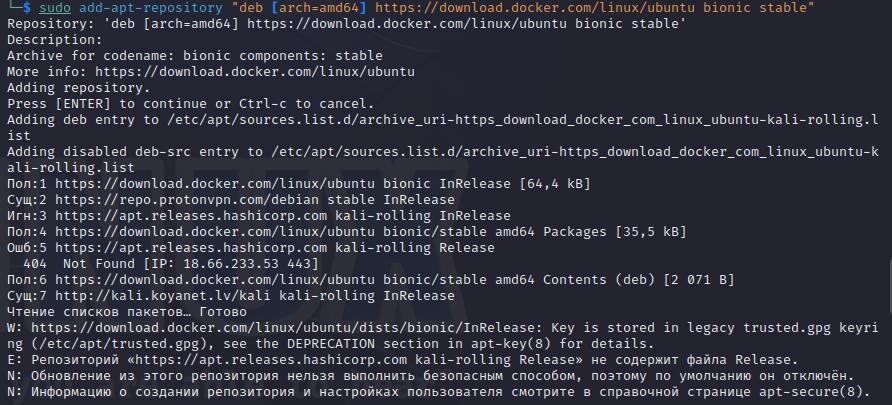 └─$ sudo add-apt-repository "deb [arch=amd64] https://download.docker.com/linux/ubuntu bionic stable"
Repository: 'deb [arch=amd64] https://download.docker.com/linux/ubuntu bionic stable'
Description:
Archive for codename: bionic components: stable
More info: https://download.docker.com/linux/ubuntu
Adding repository.
Press [ENTER] to continue or Ctrl-c to cancel.
Adding deb entry to /etc/apt/sources.list.d/archive_uri-https_download_docker_com_linux_ubuntu-kali-rolling.l
ist
Adding disabled deb-src entry to /etc/apt/sources.list.d/archive_uri-https_download_docker_com_linux_ubuntu-k
ali-rolling.list
Пол:1 https://download.docker.com/linux/ubuntu bionic InRelease [64,4 kB]
Сущ:2 https://repo.protonvpn.com/debian stable InRelease
Игн:3 https://apt.releases.hashicorp.com kali-rolling InRelease
Пол:4 https://download.docker.com/linux/ubuntu bionic/stable amd64 Packages [35,5 kB]
Ошб:5 https://apt.releases.hashicorp.com kali-rolling Release
  404  Not Found [IP: 18.66.233.53 443]
Пол:6 https://download.docker.com/linux/ubuntu bionic/stable amd64 Contents (deb) [2 071 B]
Сущ:7 http://kali.koyanet.lv/kali kali-rolling InRelease
Чтение списков пакетов… Готово
W: https://download.docker.com/linux/ubuntu/dists/bionic/InRelease: Key is stored in legacy trusted.gpg keyri
ng (/etc/apt/trusted.gpg), see the DEPRECATION section in apt-key(8) for details.
E: Репозиторий «https://apt.releases.hashicorp.com kali-rolling Release» не содержит файла Release.
N: Обновление из этого репозитория нельзя выполнить безопасным способом, поэтому по умолчанию он отключён.
N: Информацию о создании репозитория и настройках пользователя смотрите в справочной странице apt-secure(8).